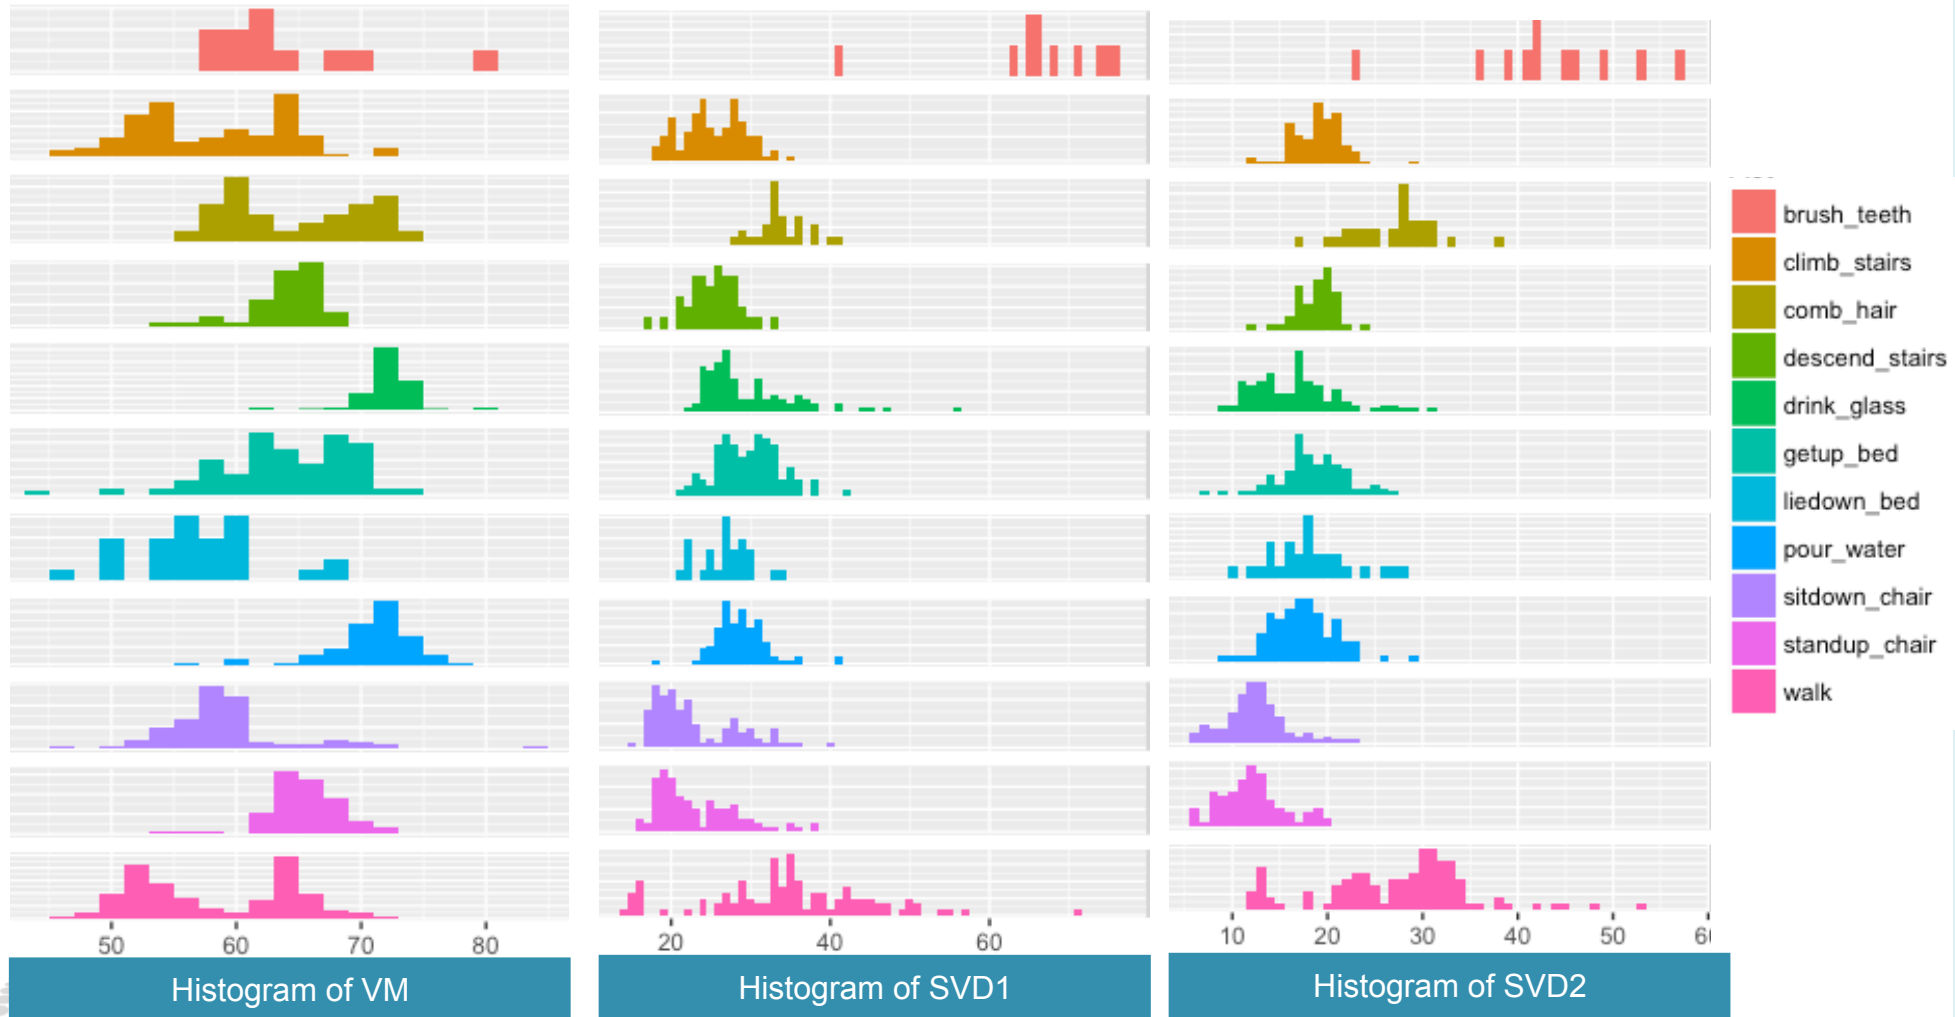 brush_teeth
climb_stairs
comb_hair
descend_stairs
drink_glass
getup_bed
liedown_bed
pour_water
sitdown_chair
standup_chair
walk
50 60 70 80
20 40 60
10 20 30 40 50
Histogram of VM
Histogram of SVD1
Histogram of SVD2